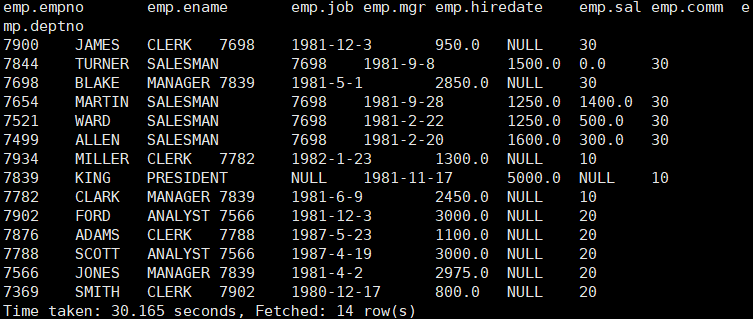 emp.empno	emp.ename	emp.job	emp.mgr	emp.hiredate	emp.sal	emp.comm	e
mp.deptno
7900	JAMES	CLERK	7698	1981-12-3	950.0	NULL	30
7844	TURNER	SALESMAN	7698	1981-9-8	1500.0	0.0	30
7698	BLAKE	MANAGER	7839	1981-5-1	2850.0	NULL	30
7654	MARTIN	SALESMAN	7698	1981-9-28	1250.0	1400.0	30
7521	WARD	SALESMAN	7698	1981-2-22	1250.0	500.0	30
7499	ALLEN	SALESMAN	7698	1981-2-20	1600.0	300.0	30
7934	MILLER	CLERK	7782	1982-1-23	1300.0	NULL	10
7839	KING	PRESIDENT	NULL	1981-11-17	5000.0	NULL	10
7782	CLARK	MANAGER	7839	1981-6-9	2450.0	NULL	10
7902	FORD	ANALYST	7566	1981-12-3	3000.0	NULL	20
7876	ADAMS	CLERK	7788	1987-5-23	1100.0	NULL	20
7788	SCOTT	ANALYST	7566	1987-4-19	3000.0	NULL	20
7566	JONES	MANAGER	7839	1981-4-2	2975.0	NULL	20
7369	SMITH	CLERK	7902	1980-12-17	800.0	NULL	20
Time taken: 30.165 seconds, Fetched: 14 row(s)